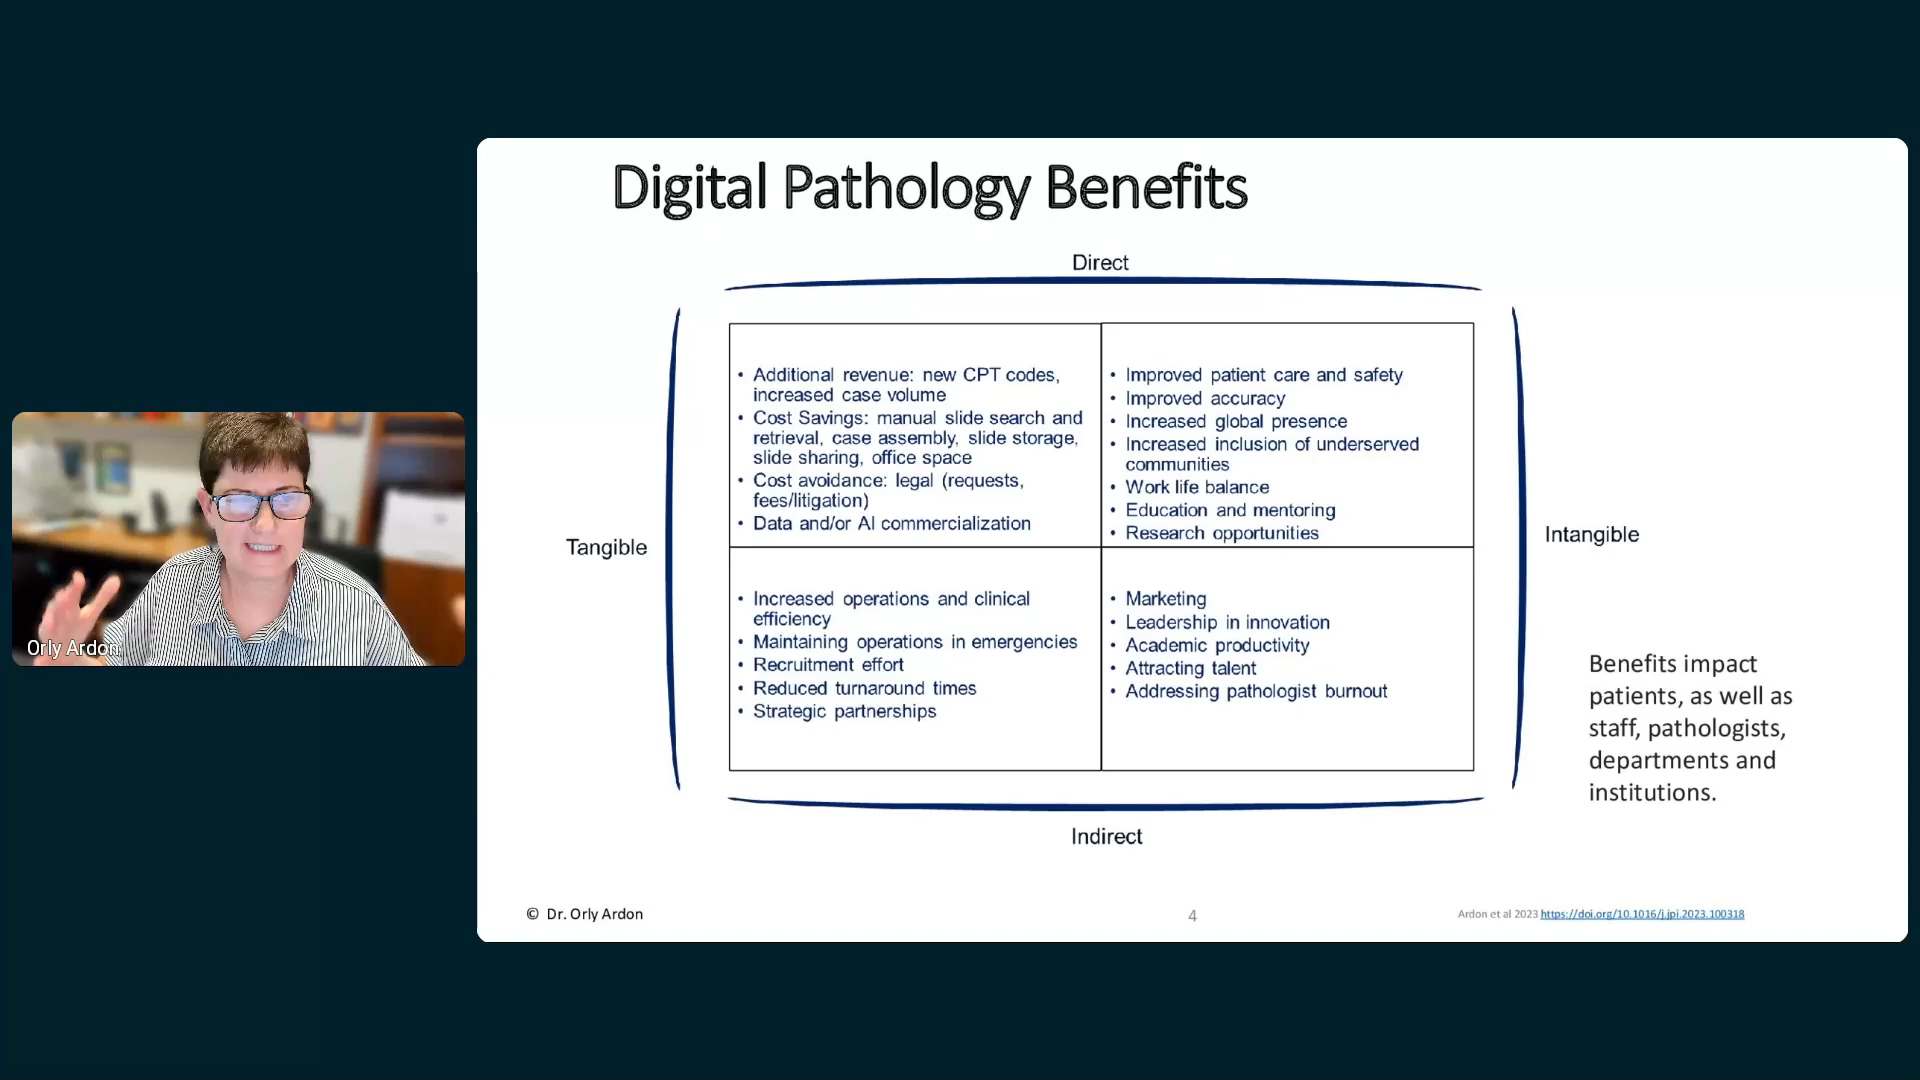 Digital Pathology Benefits
Direct
Tangible
• Additional revenue: new CPT codes,
increased case volume
• Cost Savings: manual slide search and
retrieval, case assembly, slide storage,
slide sharing, office space
• Cost avoidance: legal (requests,
fees/litigation)
• Data and/or AI commercialization
• Improved patient care and safety
• Improved accuracy
• Increased global presence
• Increased inclusion of underserved
communities
• Work life balance
• Education and mentoring
• Research opportunities
Intangible
• Increased operations and clinical
efficiency
• Maintaining operations in emergencies
• Recruitment effort
• Reduced turnaround times
• Strategic partnerships
• Marketing
• Leadership in innovation
• Academic productivity
• Attracting talent
• Addressing pathologist burnout
Indirect
Benefits impact
patients, as well as
staff, pathologists,
departments and
institutions.
Orly Ardon
© Dr. Orly Ardon
4
Ardon et al 2023 https://doi.org/10.1016/j.jpi.2023.100318